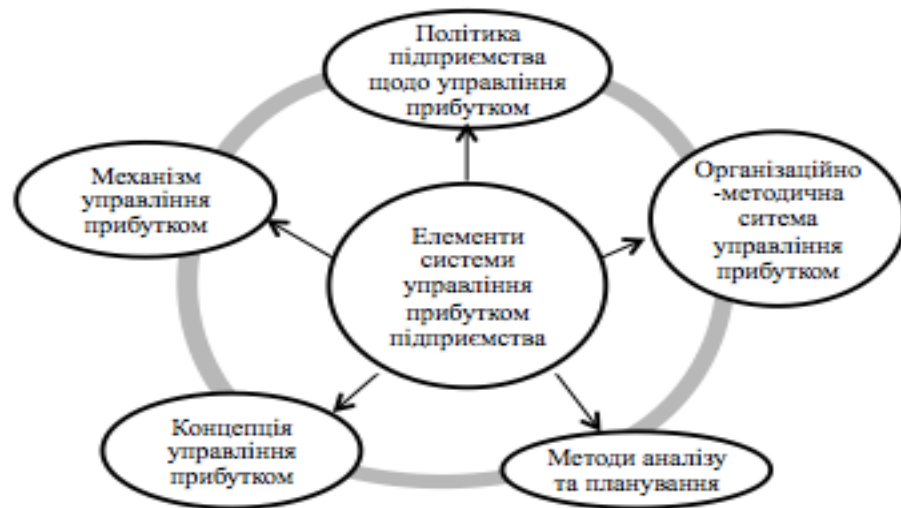 Політика
підприємства
щодо управління
прибутком
Механізм
управління
прибутком
Організаційно
-методична
ситема
управління
прибутком
Елементи
системи
управління
прибутком
підприємства
Концепція
управління
прибутком
Методи аналізу
та планування